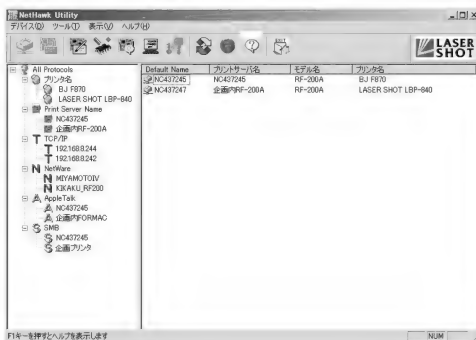 NetHawk Utility
デバイス(D) ツール(T) 表示(V) ヘルプ(H)
LASER SHOT
All Protocols
プリンタ名
BJ F870
LASER SHOT LBP-840
Print Server Name
NC437245
企画内RF-200A
TCP/IP
192.168.8.244
192.168.8.242
NetWare
MIYAMOTOIV
KIKAKU_RF200
AppleTalk
NC437245
企画内FORMAC
SMB
NC437245
企画プリンタ
Default Name プリントサーバ名 モデル名 プリンタ名
NC437245 NC437245 RF-200A BJ F870
NC437247 企画内RF-200A RF-200A LASER SHOT LBP-840
F1キーを押すとヘルプを表示します
NUM